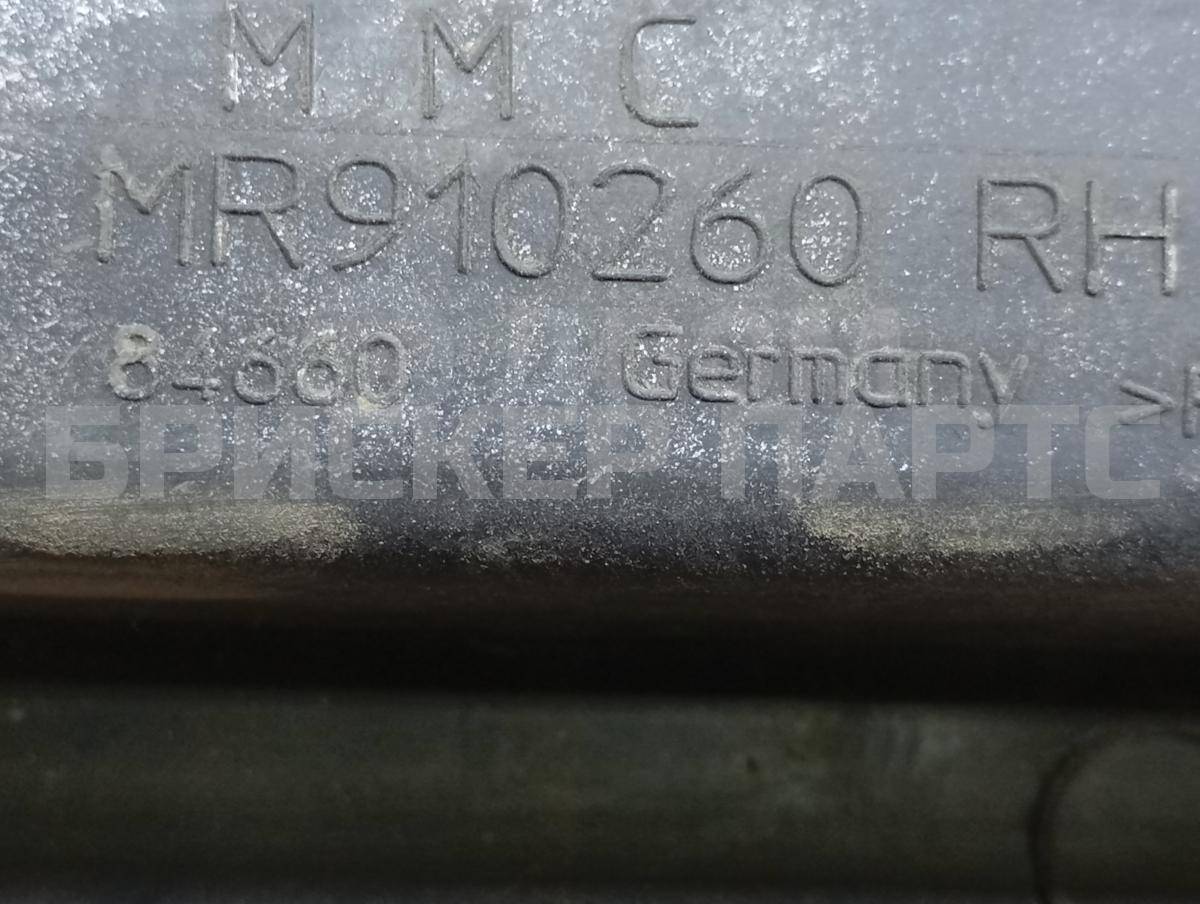 MMC
MR910260 RH
84660 Germany
БРИСКЕР ПАРТС